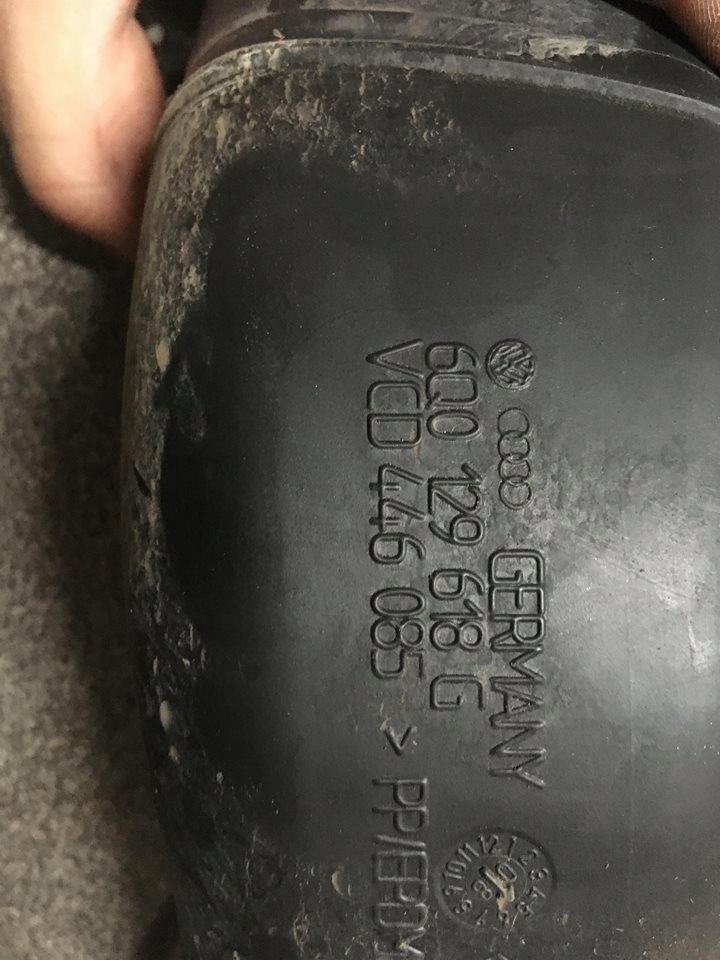 GERMANY
6Q0 129 618 G
VCD 446 085 > PP/EPDM